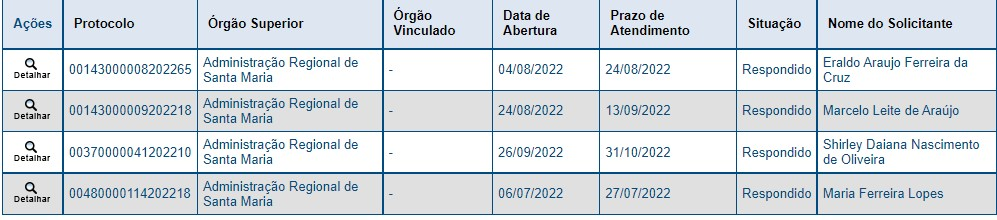 Ações Protocolo Órgão Superior Órgão Vinculado Data de Abertura Prazo de Atendimento Situação Nome do Solicitante
Detalhar 00143000008202265 Administração Regional de Santa Maria - 04/08/2022 24/08/2022 Respondido Eraldo Araujo Ferreira da Cruz
Detalhar 00143000009202218 Administração Regional de Santa Maria - 24/08/2022 13/09/2022 Respondido Marcelo Leite de Araújo
Detalhar 00370000041202210 Administração Regional de Santa Maria - 26/09/2022 31/10/2022 Respondido Shirley Daiana Nascimento de Oliveira
Detalhar 00480000114202218 Administração Regional de Santa Maria - 06/07/2022 27/07/2022 Respondido Maria Ferreira Lopes